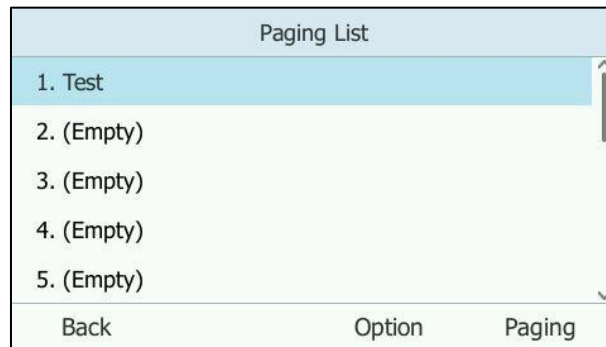 Paging List
1. Test
2. (Empty)
3. (Empty)
4. (Empty)
5. (Empty)
Back Option Paging